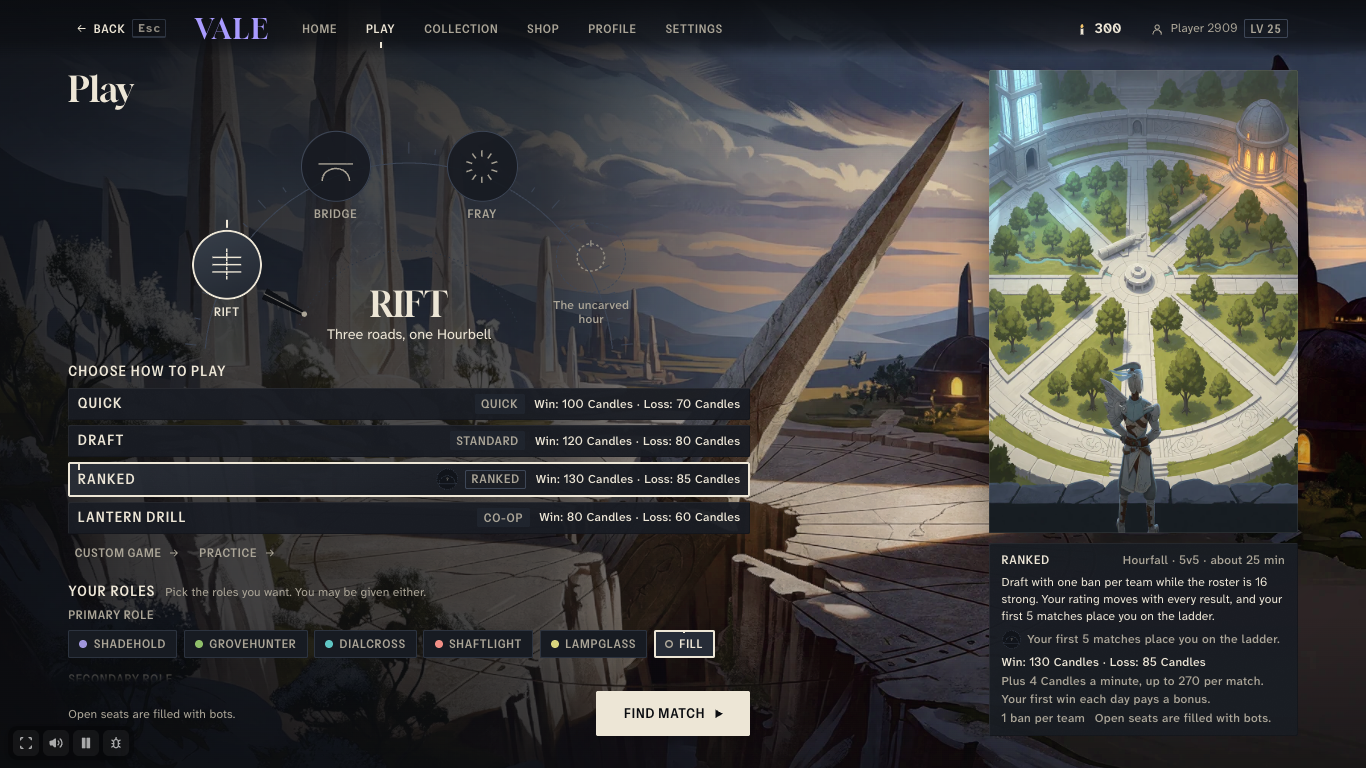 ← BACK Esc VALE HOME PLAY COLLECTION SHOP PROFILE SETTINGS 300 Player 2909 LV 25
Play
BRIDGE
FRAY
RIFT
The uncarved
hour
RIFT
Three roads, one Hourbell
CHOOSE HOW TO PLAY
QUICK QUICK Win: 100 Candles · Loss: 70 Candles
DRAFT STANDARD Win: 120 Candles · Loss: 80 Candles
RANKED RANKED Win: 130 Candles · Loss: 85 Candles
LANTERN DRILL CO-OP Win: 80 Candles · Loss: 60 Candles
CUSTOM GAME → PRACTICE →
YOUR ROLES Pick the roles you want. You may be given either.
PRIMARY ROLE
SHADEHOLD GROVEHUNTER DIALCROSS SHAFTLIGHT LAMPGLASS FILL
SECONDARY ROLE
Open seats are filled with bots.
FIND MATCH ▶
RANKED Hourfall · 5v5 · about 25 min
Draft with one ban per team while the roster is 16
strong. Your rating moves with every result, and your
first 5 matches place you on the ladder.
Your first 5 matches place you on the ladder.
Win: 130 Candles · Loss: 85 Candles
Plus 4 Candles a minute, up to 270 per match.
Your first win each day pays a bonus.
1 ban per team Open seats are filled with bots.